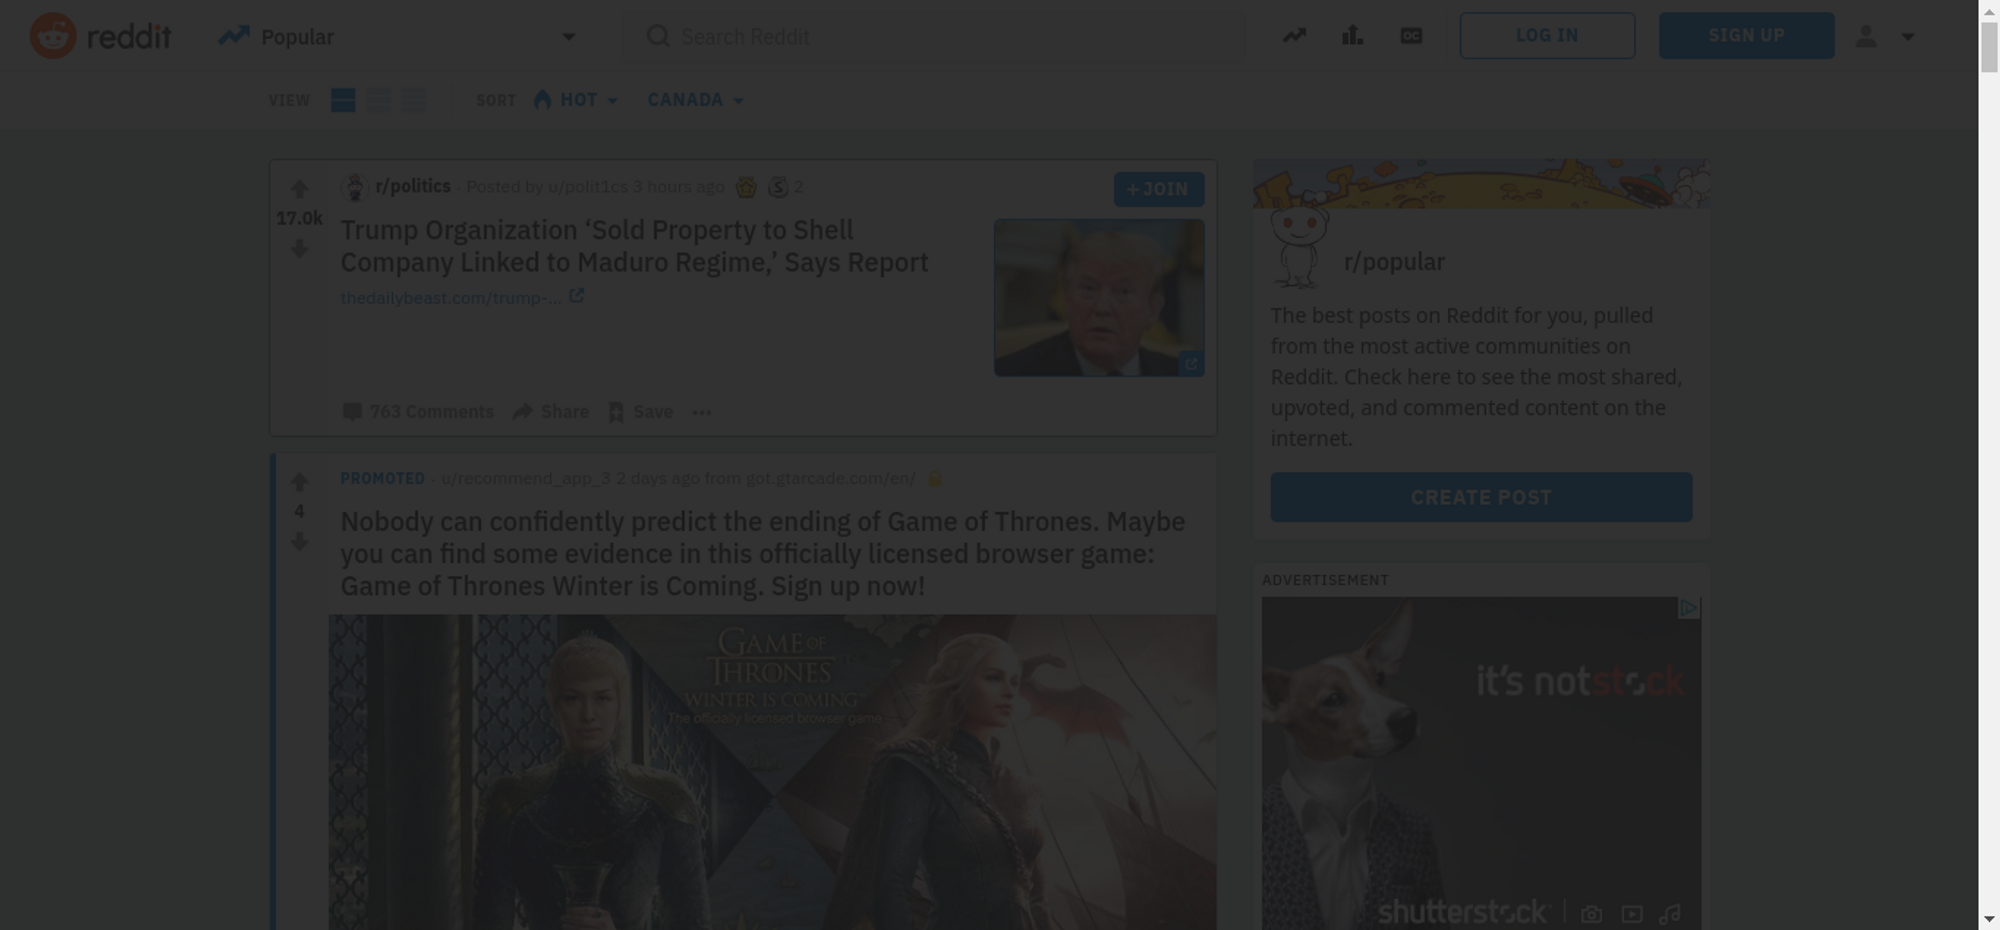 reddit
Popular
Search Reddit
OC
LOG IN
SIGN UP
VIEW
SORT
HOT
CANADA
r/politics · Posted by u/polit1cs 3 hours ago
S 2
+ JOIN
17.0k
Trump Organization ‘Sold Property to Shell
Company Linked to Maduro Regime,’ Says Report
thedailybeast.com/trump-...
763 Comments
Share
Save
PROMOTED · u/recommend_app_3 2 days ago from got.gtarcade.com/en/
4
Nobody can confidently predict the ending of Game of Thrones. Maybe
you can find some evidence in this officially licensed browser game:
Game of Thrones Winter is Coming. Sign up now!
GAME OF
THRONES
WINTER IS COMING™
The officially licensed browser game
r/popular
The best posts on Reddit for you, pulled
from the most active communities on
Reddit. Check here to see the most shared,
upvoted, and commented content on the
internet.
CREATE POST
ADVERTISEMENT
it's notstock
shutterstock